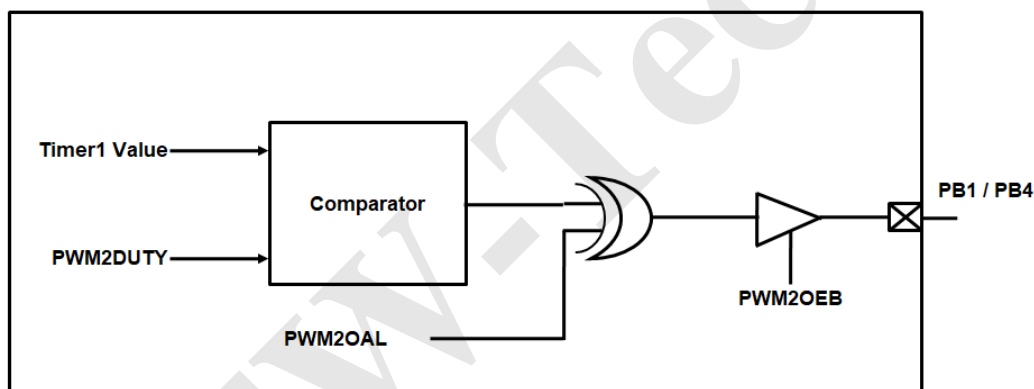 Timer1 Value
Comparator
PB1 / PB4
PWM2DUTY
PWM2OEB
PWM2OAL